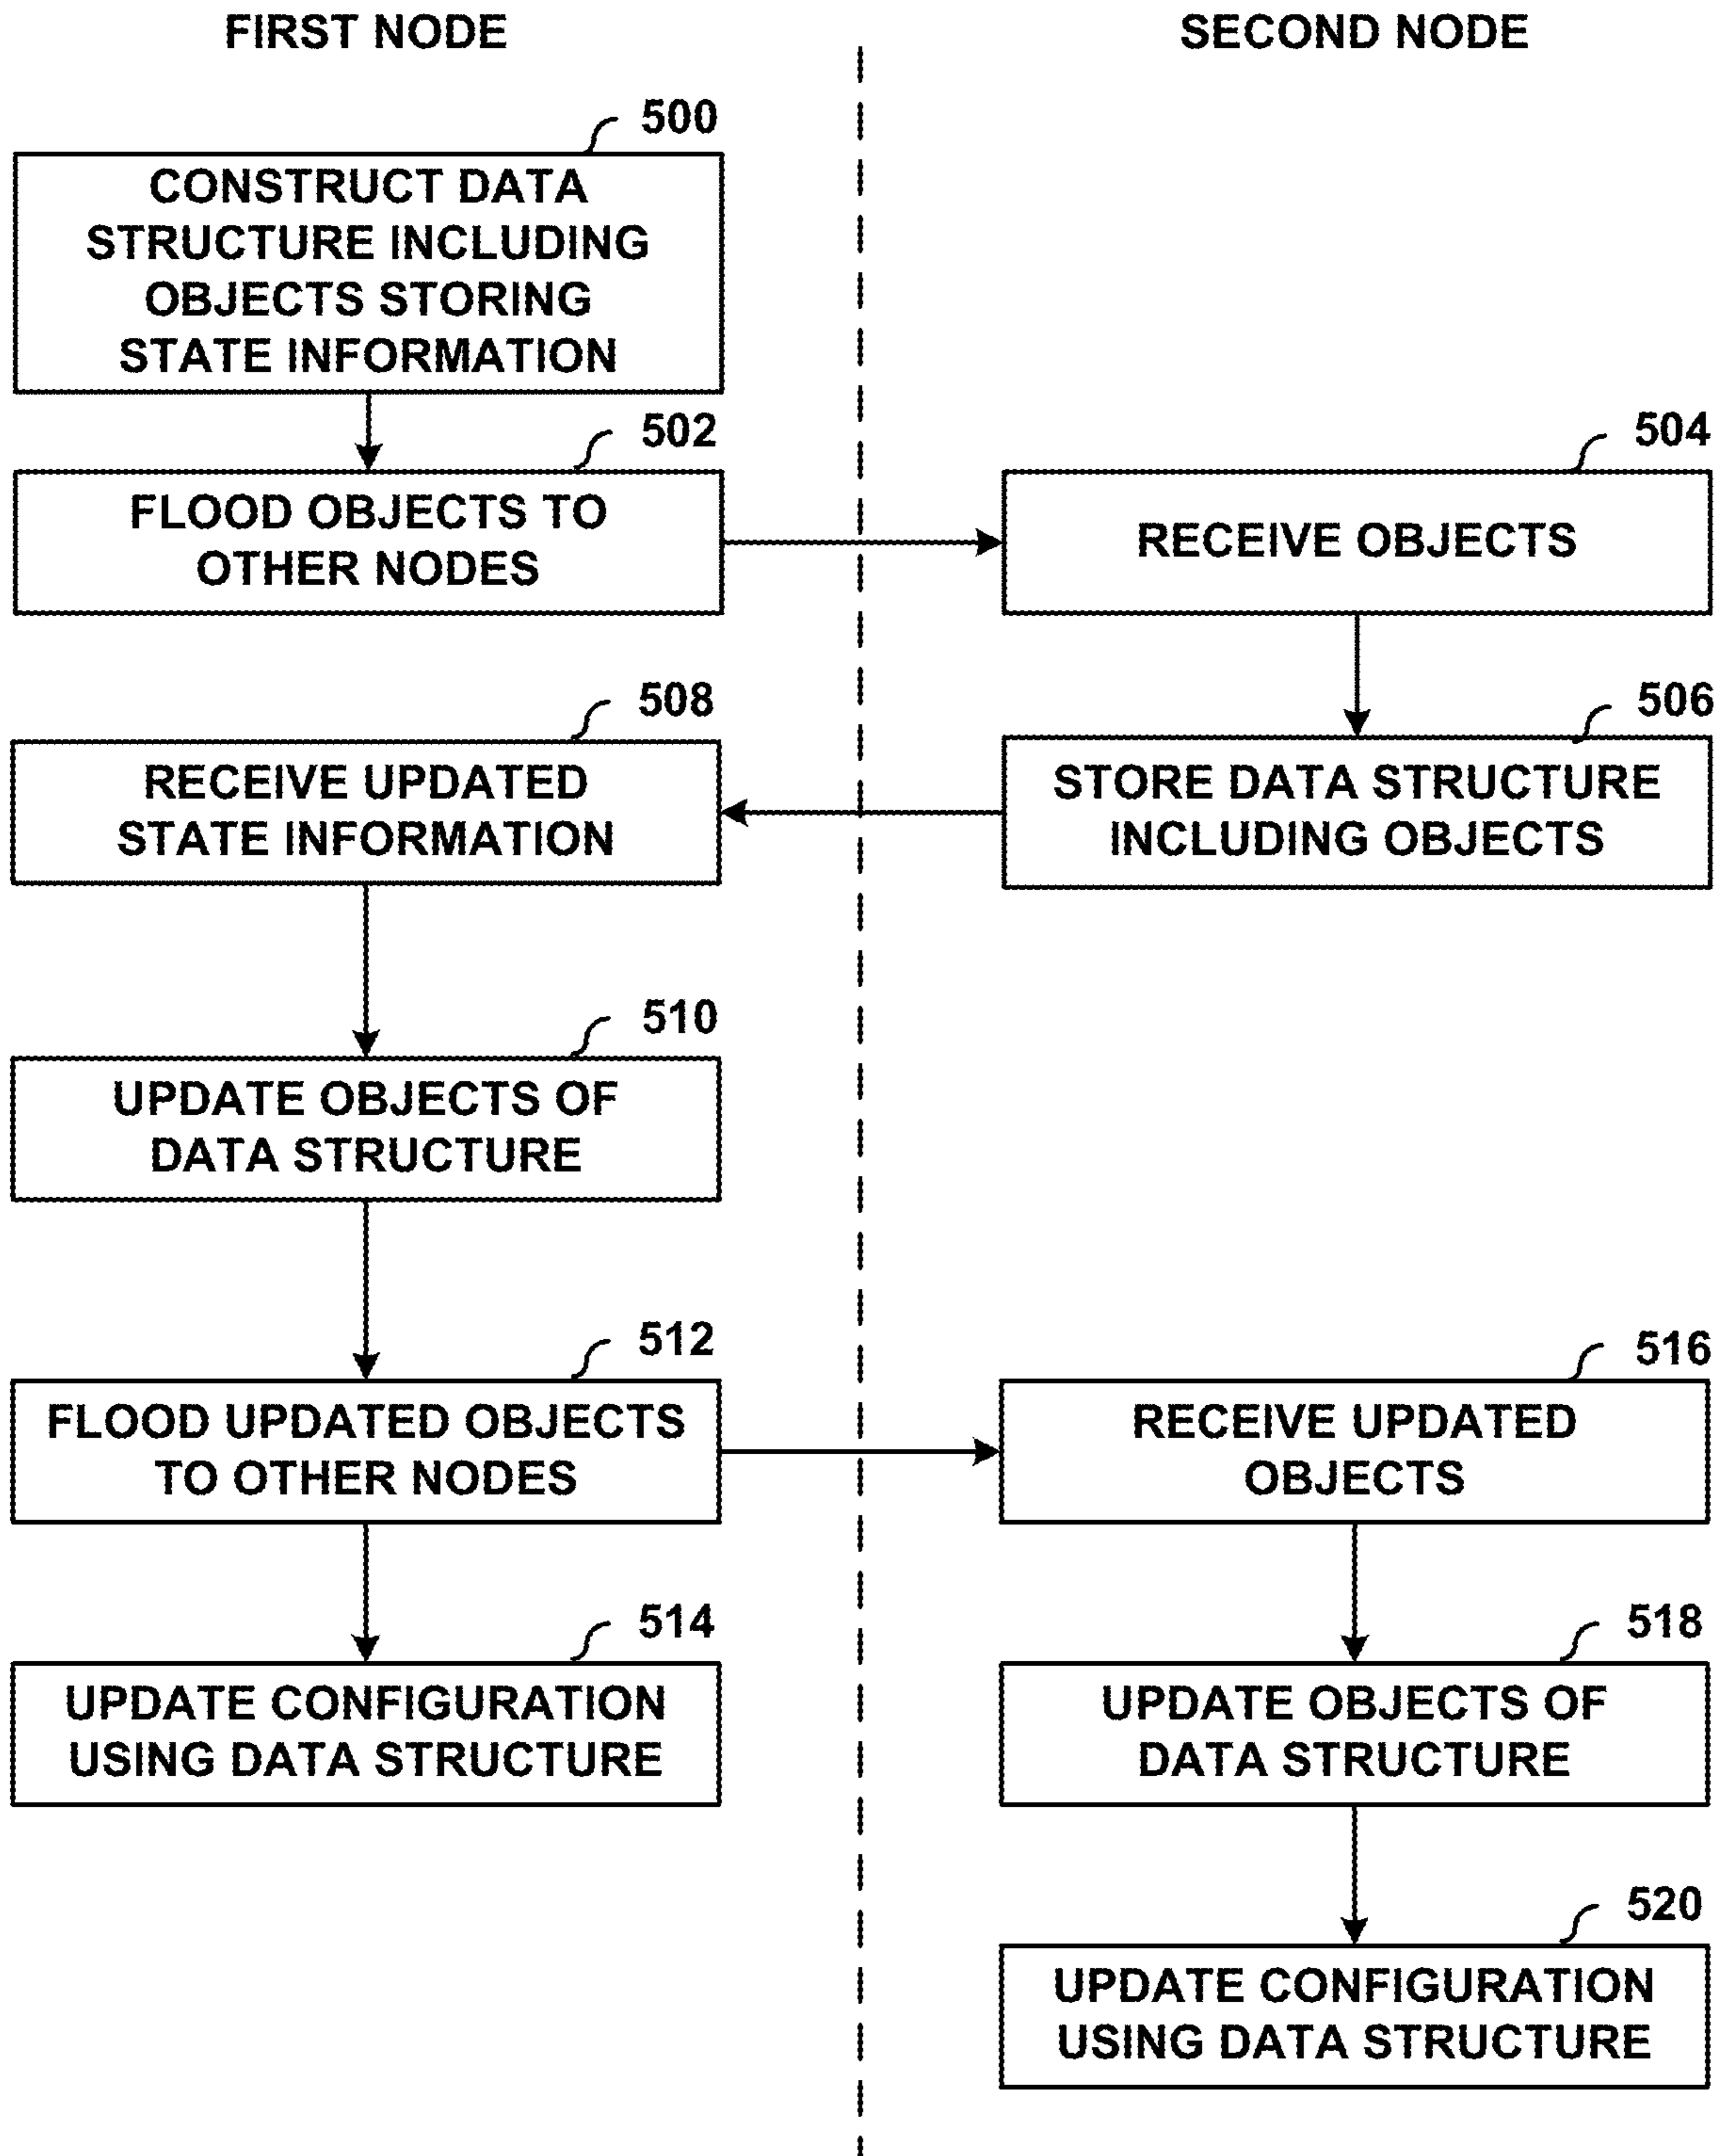 FIRST NODE
SECOND NODE
500
CONSTRUCT DATA
STRUCTURE INCLUDING
OBJECTS STORING
STATE INFORMATION
502
FLOOD OBJECTS TO
OTHER NODES
504
RECEIVE OBJECTS
506
STORE DATA STRUCTURE
INCLUDING OBJECTS
508
RECEIVE UPDATED
STATE INFORMATION
510
UPDATE OBJECTS OF
DATA STRUCTURE
512
FLOOD UPDATED OBJECTS
TO OTHER NODES
514
UPDATE CONFIGURATION
USING DATA STRUCTURE
516
RECEIVE UPDATED
OBJECTS
518
UPDATE OBJECTS OF
DATA STRUCTURE
520
UPDATE CONFIGURATION
USING DATA STRUCTURE